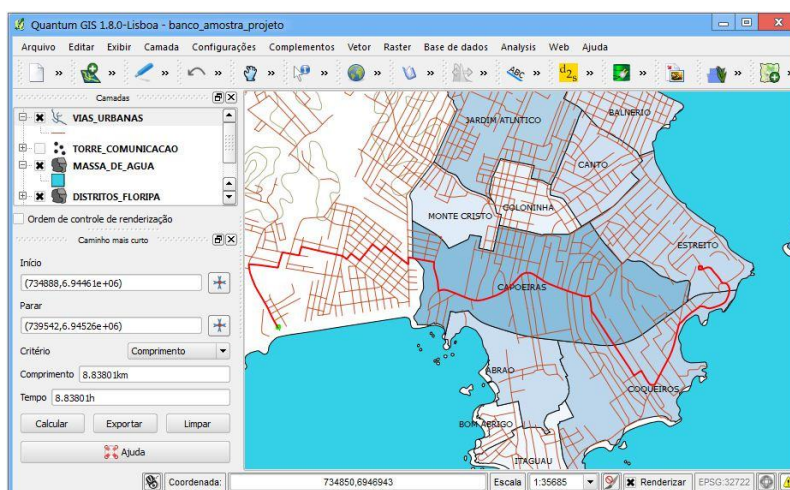 Quantum GIS 1.8.0-Lisboa - banco_amostra_projeto
Arquivo Editar Exibir Camada Configurações Complementos Vetor Raster Base de dados Analysis Web Ajuda
» » » » » » » » » ABC » d2s » » » » »
Camadas
VIAS_URBANAS
TORRE_COMUNICACAO
MASSA_DE_AGUA
DISTRITOS_FLORIPA
Ordem de controle de renderização
Caminho mais curto
Início
(734888,6.94461e+06)
Parar
(739542,6.94526e+06)
Critério Comprimento
Comprimento 8.83801km
Tempo 8.83801h
Calcular Exportar Limpar
Ajuda
JARDIM ATLNTICO
BALNERIO
CANTO
COLONINHA
MONTE CRISTO
ESTREITO
CAPOEIRAS
ABRAO
COQUEIROS
BOM ABRIGO
ITAGUAU
Coordenada: 734850,6946943 Escala 1:35685 Renderizar EPSG:32722